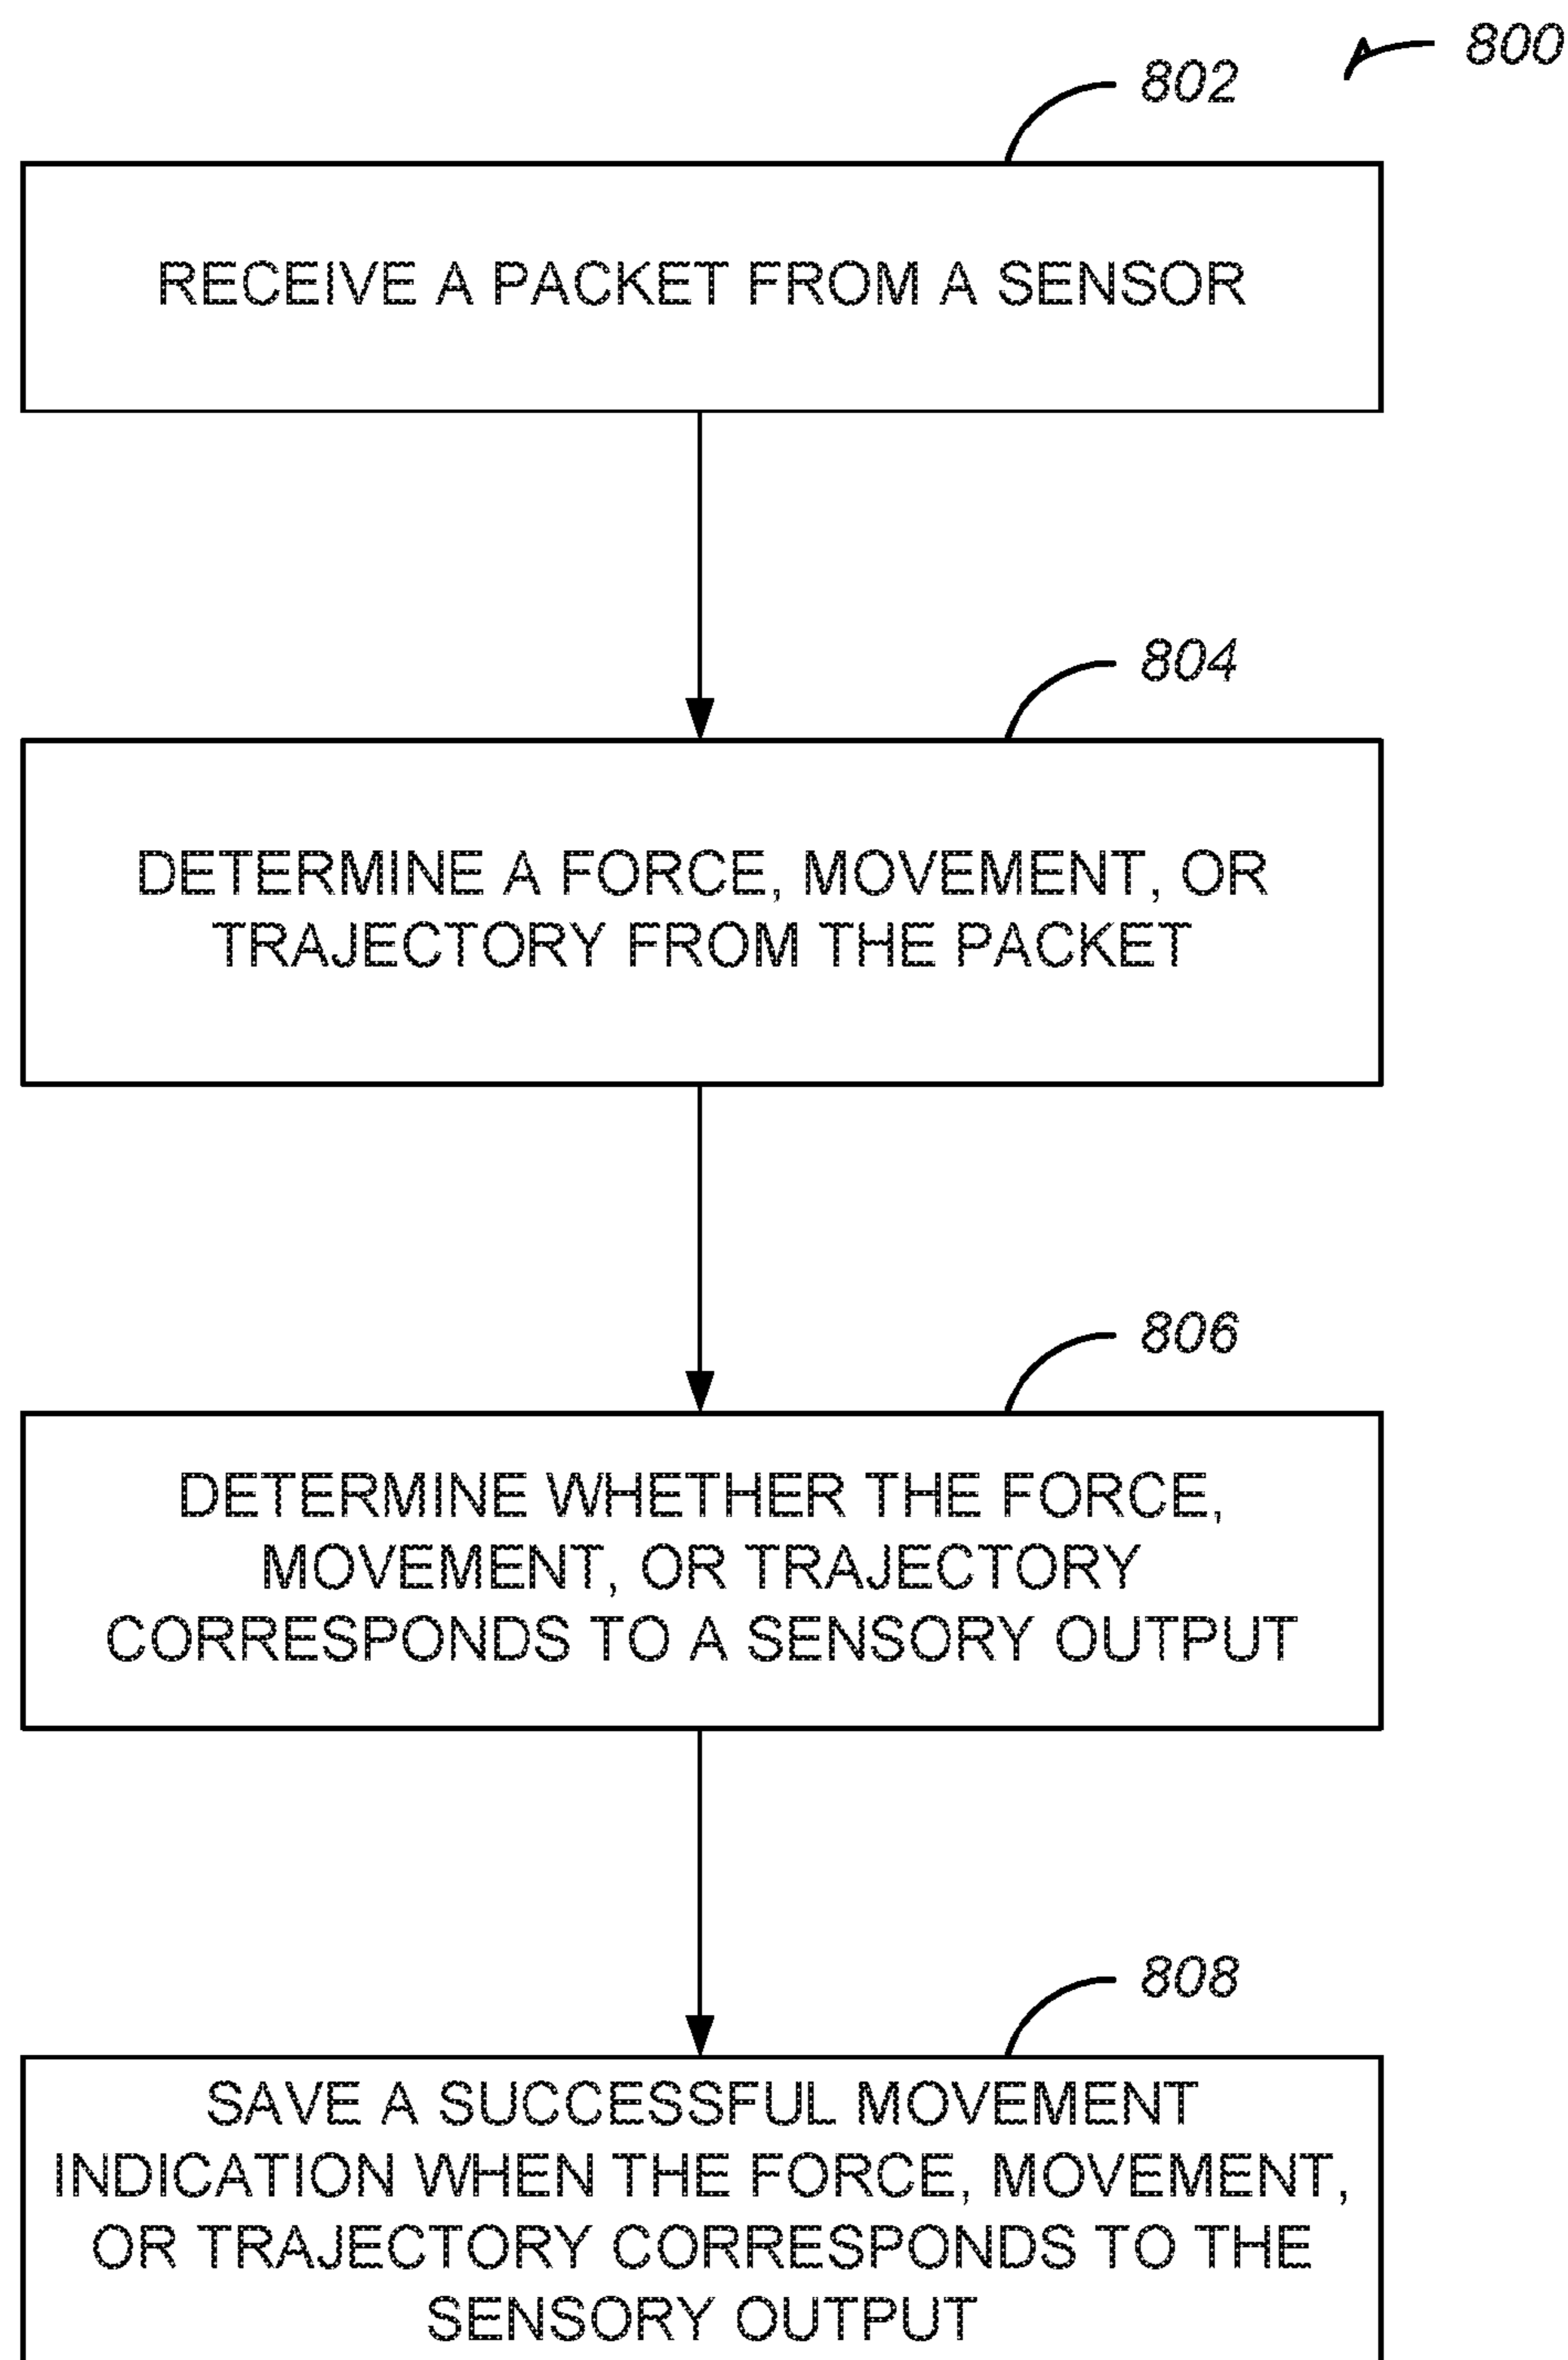 800
802
RECEIVE A PACKET FROM A SENSOR
804
DETERMINE A FORCE, MOVEMENT, OR
TRAJECTORY FROM THE PACKET
806
DETERMINE WHETHER THE FORCE,
MOVEMENT, OR TRAJECTORY
CORRESPONDS TO A SENSORY OUTPUT
808
SAVE A SUCCESSFUL MOVEMENT
INDICATION WHEN THE FORCE, MOVEMENT,
OR TRAJECTORY CORRESPONDS TO THE
SENSORY OUTPUT